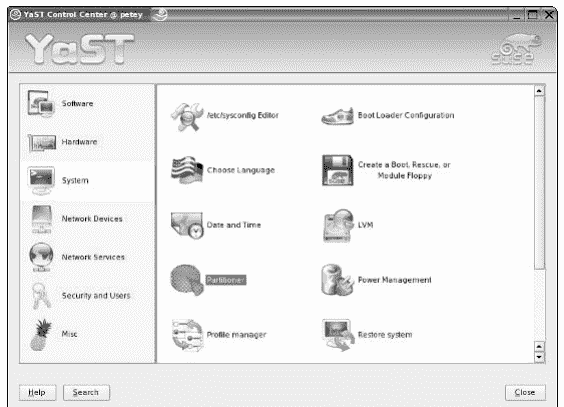 YaST Control Center @ petey
YaST
SuSE
Software
Hardware
System
Network Devices
Network Services
Security and Users
Misc
/etc/sysconfig Editor
Boot Loader Configuration
Choose Language
Create a Boot, Rescue, or
Module Floppy
Date and Time
LVM
Partitioner
Power Management
Profile manager
Restore system
Help
Search
Close